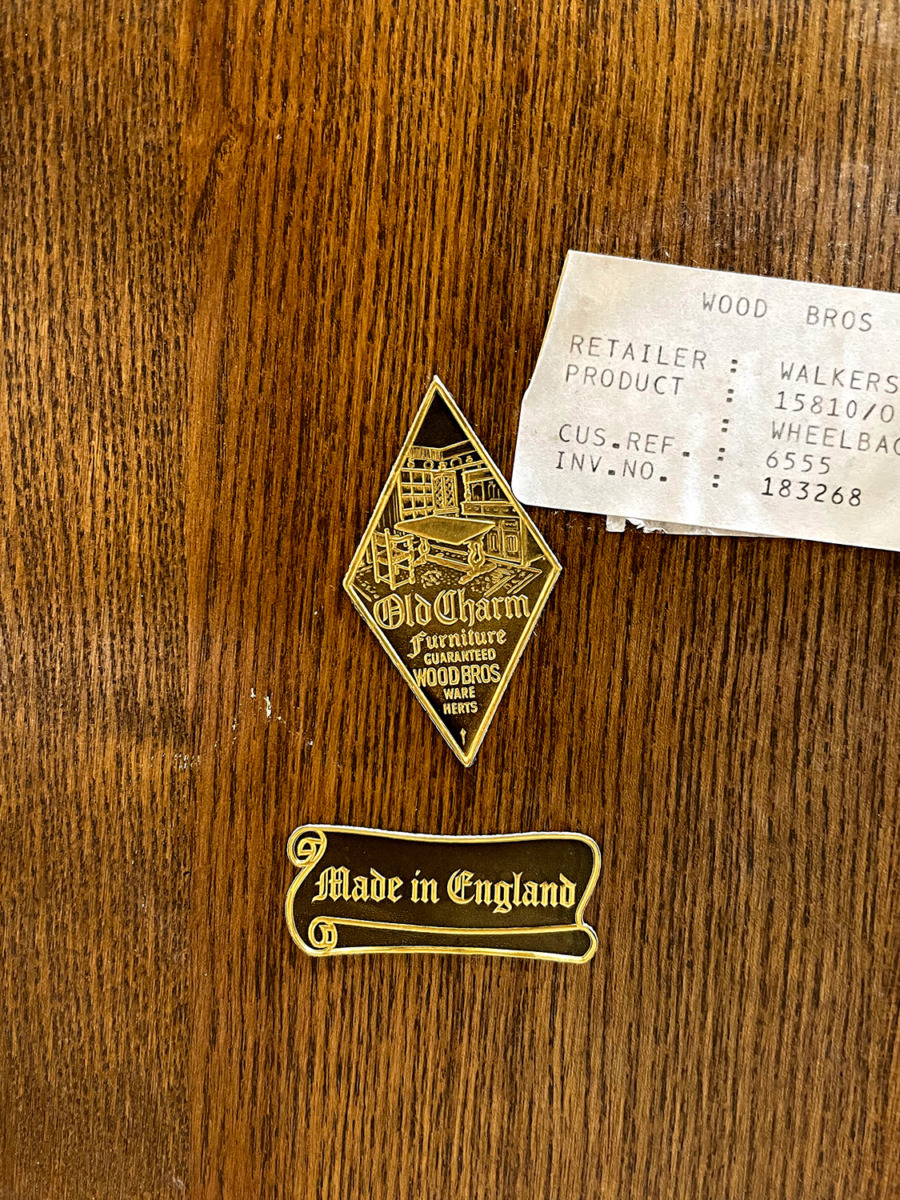 WOOD BROS
RETAILER : WALKERS
PRODUCT : 15810/0
: WHEELBAC
CUS.REF. : 6555
INV.NO. : 183268
Old Charm
Furniture
GUARANTEED
WOOD BROS
WARE
HERTS
Made in England